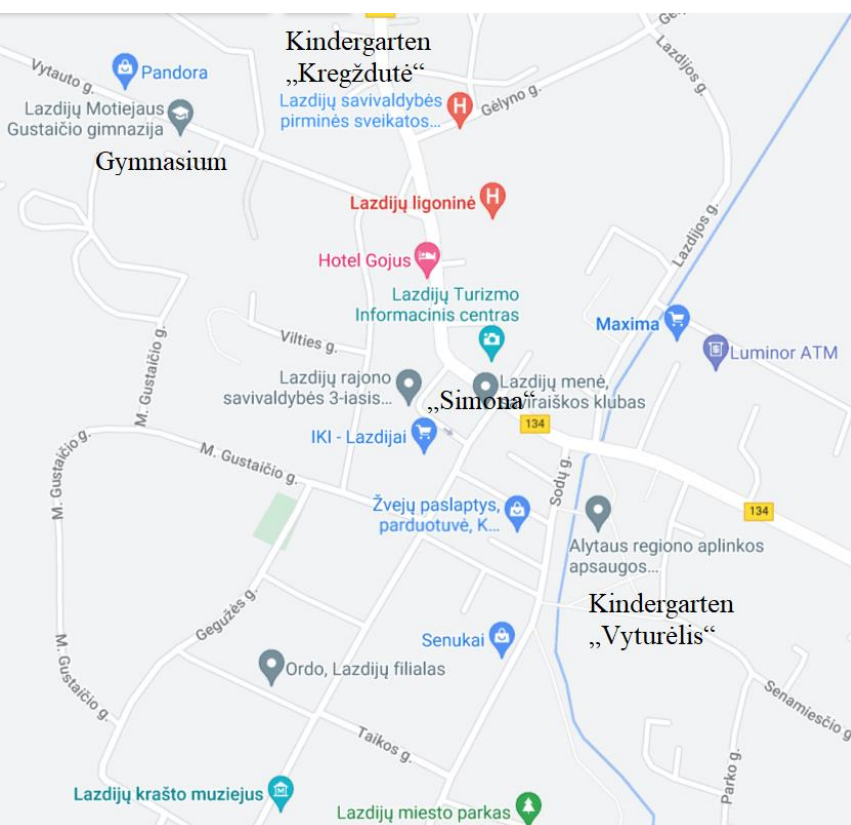 Kindergarten
„Kregždutė“
Vytauto g.
Pandora
Lazdijų Motiejaus
Gustaičio gimnazija
Gymnasium
Lazdijų savivaldybės
pirminės sveikatos...
H
Gėlyno g.
Lazdijos g.
Lazdijų ligoninė
H
Hotel Gojus
Lazdijos g.
Lazdijų Turizmo
Informacinis centras
Maxima
Luminor ATM
Vilties g.
M. Gustaičio g.
Lazdijų rajono
savivaldybės 3-iasis...
„Simona“
Lazdijų menė,
saviraiškos klubas
134
IKI - Lazdijai
M. Gustaičio g.
M. Gustaičio g.
Sodų g.
Žvejų paslaptys,
parduotuvė, K...
134
Alytaus regiono aplinkos
apsaugos...
Kindergarten
„Vyturėlis“
Gegužės g.
Senukai
M. Gustaičio g.
Ordo, Lazdijų filialas
Senamiesčio g
Taikos g.
Parko g.
Lazdijų krašto muziejus
Lazdijų miesto parkas